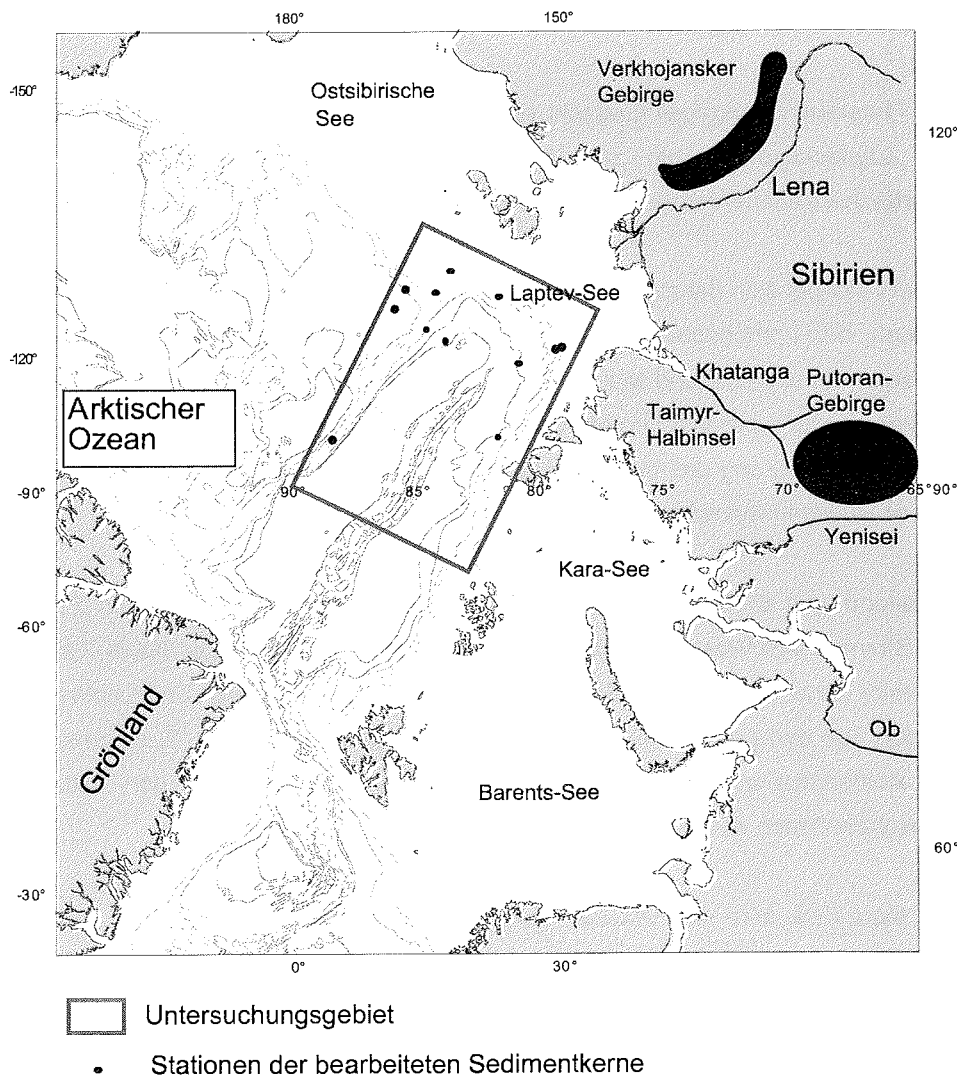 180°
150°
-150°
Ostsibirische
See
Verkhojansker
Gebirge
120°
Lena
Sibirien
Laptev-See
-120°
Khatanga
Putoran-
Gebirge
Taimyr-
Halbinsel
Arktischer
Ozean
-90°
90
85°
80°
75°
70°
65°
90°
Yenisei
Kara-See
-60°
Grönland
Ob
Barents-See
60°
-30°
0°
30°
Untersuchungsgebiet
Stationen der bearbeiteten Sedimentkerne